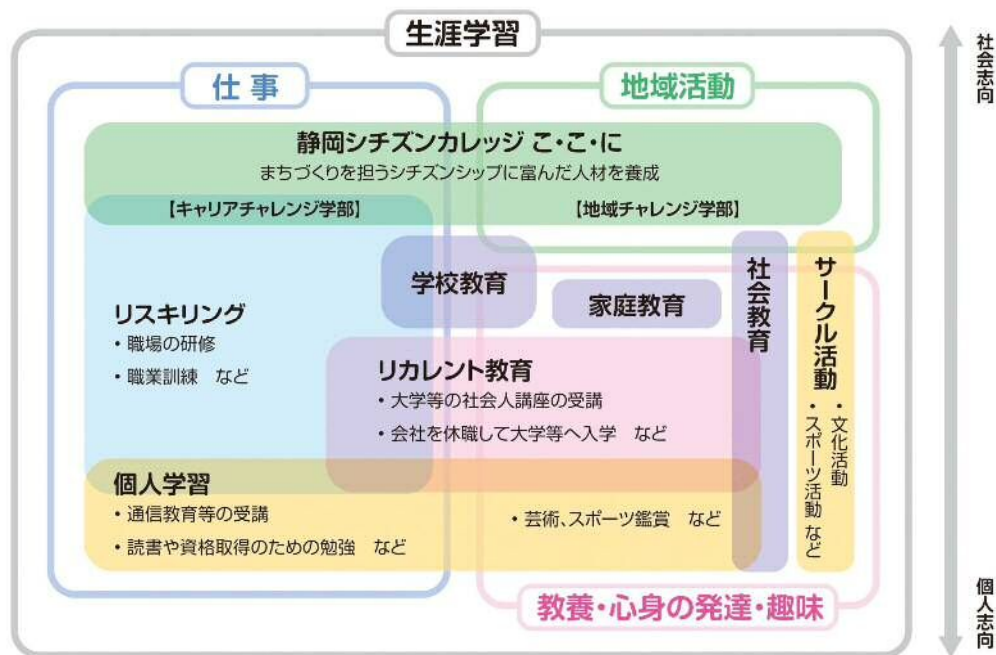 生涯学習
社会志向
仕事
地域活動
静岡シチズンカレッジ こ・こ・に
まちづくりを担うシチズンシップに富んだ人材を養成
【キャリアチャレンジ学部】
【地域チャレンジ学部】
学校教育
家庭教育
社会教育
サークル活動
・文化活動
・スポーツ活動 など
リスキリング
・職場の研修
・職業訓練 など
リカレント教育
・大学等の社会人講座の受講
・会社を休職して大学等へ入学 など
個人学習
・通信教育等の受講
・読書や資格取得のための勉強 など
・芸術、スポーツ鑑賞 など
教養・心身の発達・趣味
個人志向